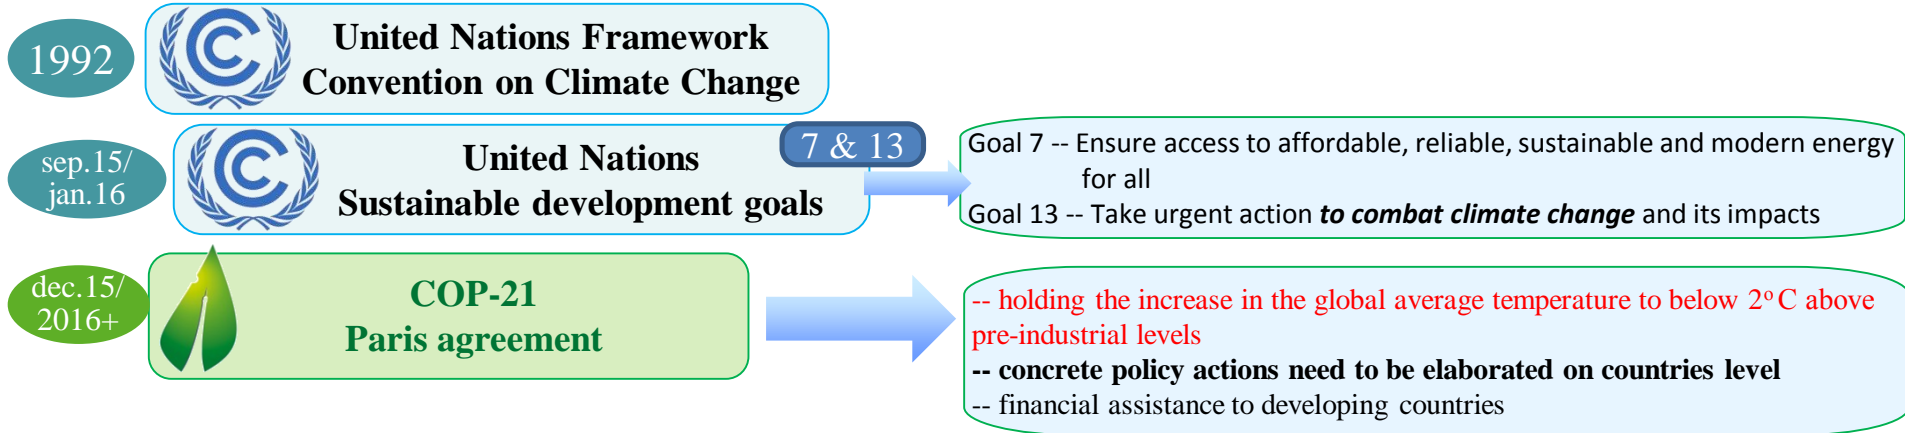 1992
United Nations Framework
Convention on Climate Change
sep.15/
jan.16
United Nations
Sustainable development goals
7 & 13
Goal 7 -- Ensure access to affordable, reliable, sustainable and modern energy
for all
Goal 13 -- Take urgent action to combat climate change and its impacts
dec.15/
2016+
COP-21
Paris agreement
-- holding the increase in the global average temperature to below 2º C above
pre-industrial levels
-- concrete policy actions need to be elaborated on countries level
-- financial assistance to developing countries